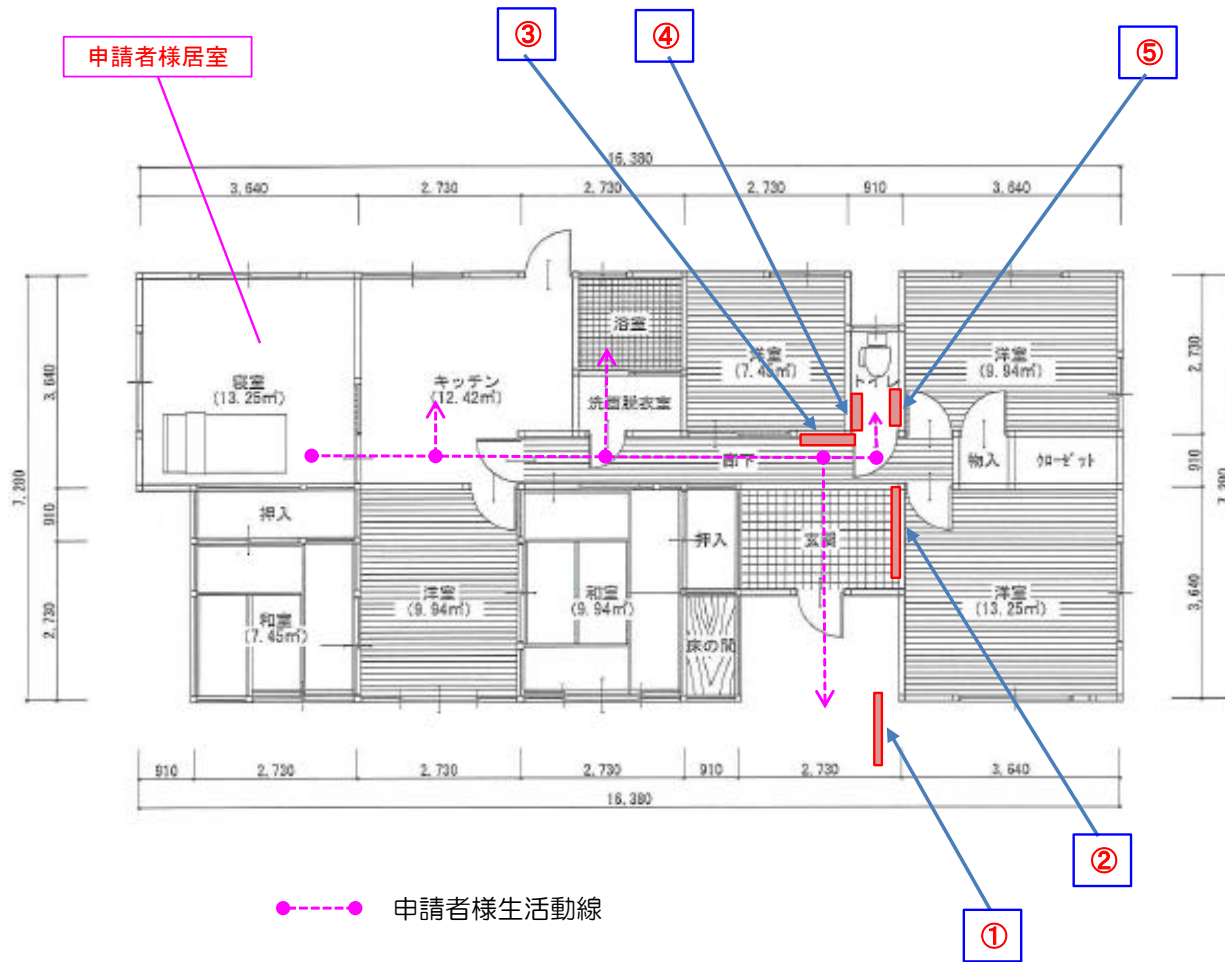 ③
④
⑤
申請者様居室
16,380
3,640
2,730
2,730
2,730
910
3,640
7,280
3,640
910
2,730
寝室
(13.25㎡)
キッチン
(12.42㎡)
浴室
洗面脱衣室
洋室
(7.45㎡)
トイレ
洋室
(9.94㎡)
廊下
物入
クローゼット
2,730
910
3,640
7,280
押入
和室
(7.45㎡)
洋室
(9.94㎡)
和室
(9.94㎡)
押入
床の間
玄関
洋室
(13.25㎡)
910
2,730
2,730
2,730
910
2,730
3,640
16,380
②
申請者様生活動線
①